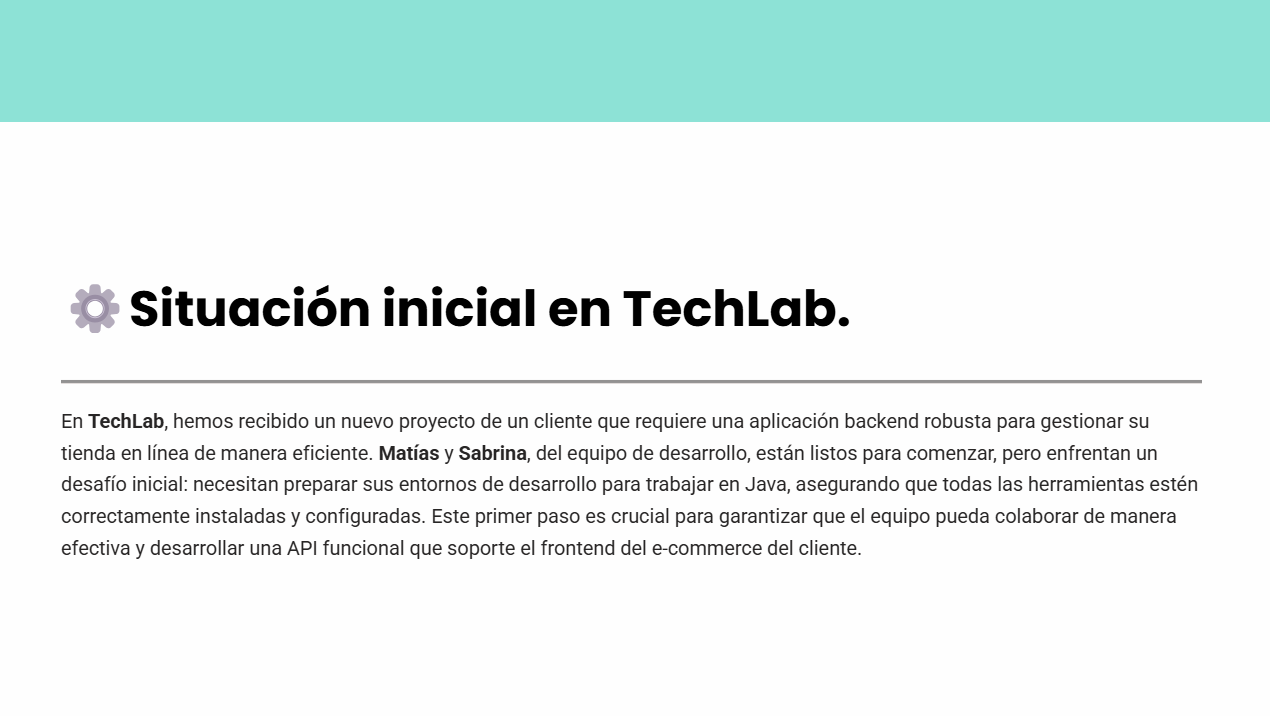 Situación inicial en TechLab.
En TechLab, hemos recibido un nuevo proyecto de un cliente que requiere una aplicación backend robusta para gestionar su
tienda en línea de manera eficiente. Matías y Sabrina, del equipo de desarrollo, están listos para comenzar, pero enfrentan un
desafío inicial: necesitan preparar sus entornos de desarrollo para trabajar en Java, asegurando que todas las herramientas estén
correctamente instaladas y configuradas. Este primer paso es crucial para garantizar que el equipo pueda colaborar de manera
efectiva y desarrollar una API funcional que soporte el frontend del e-commerce del cliente.